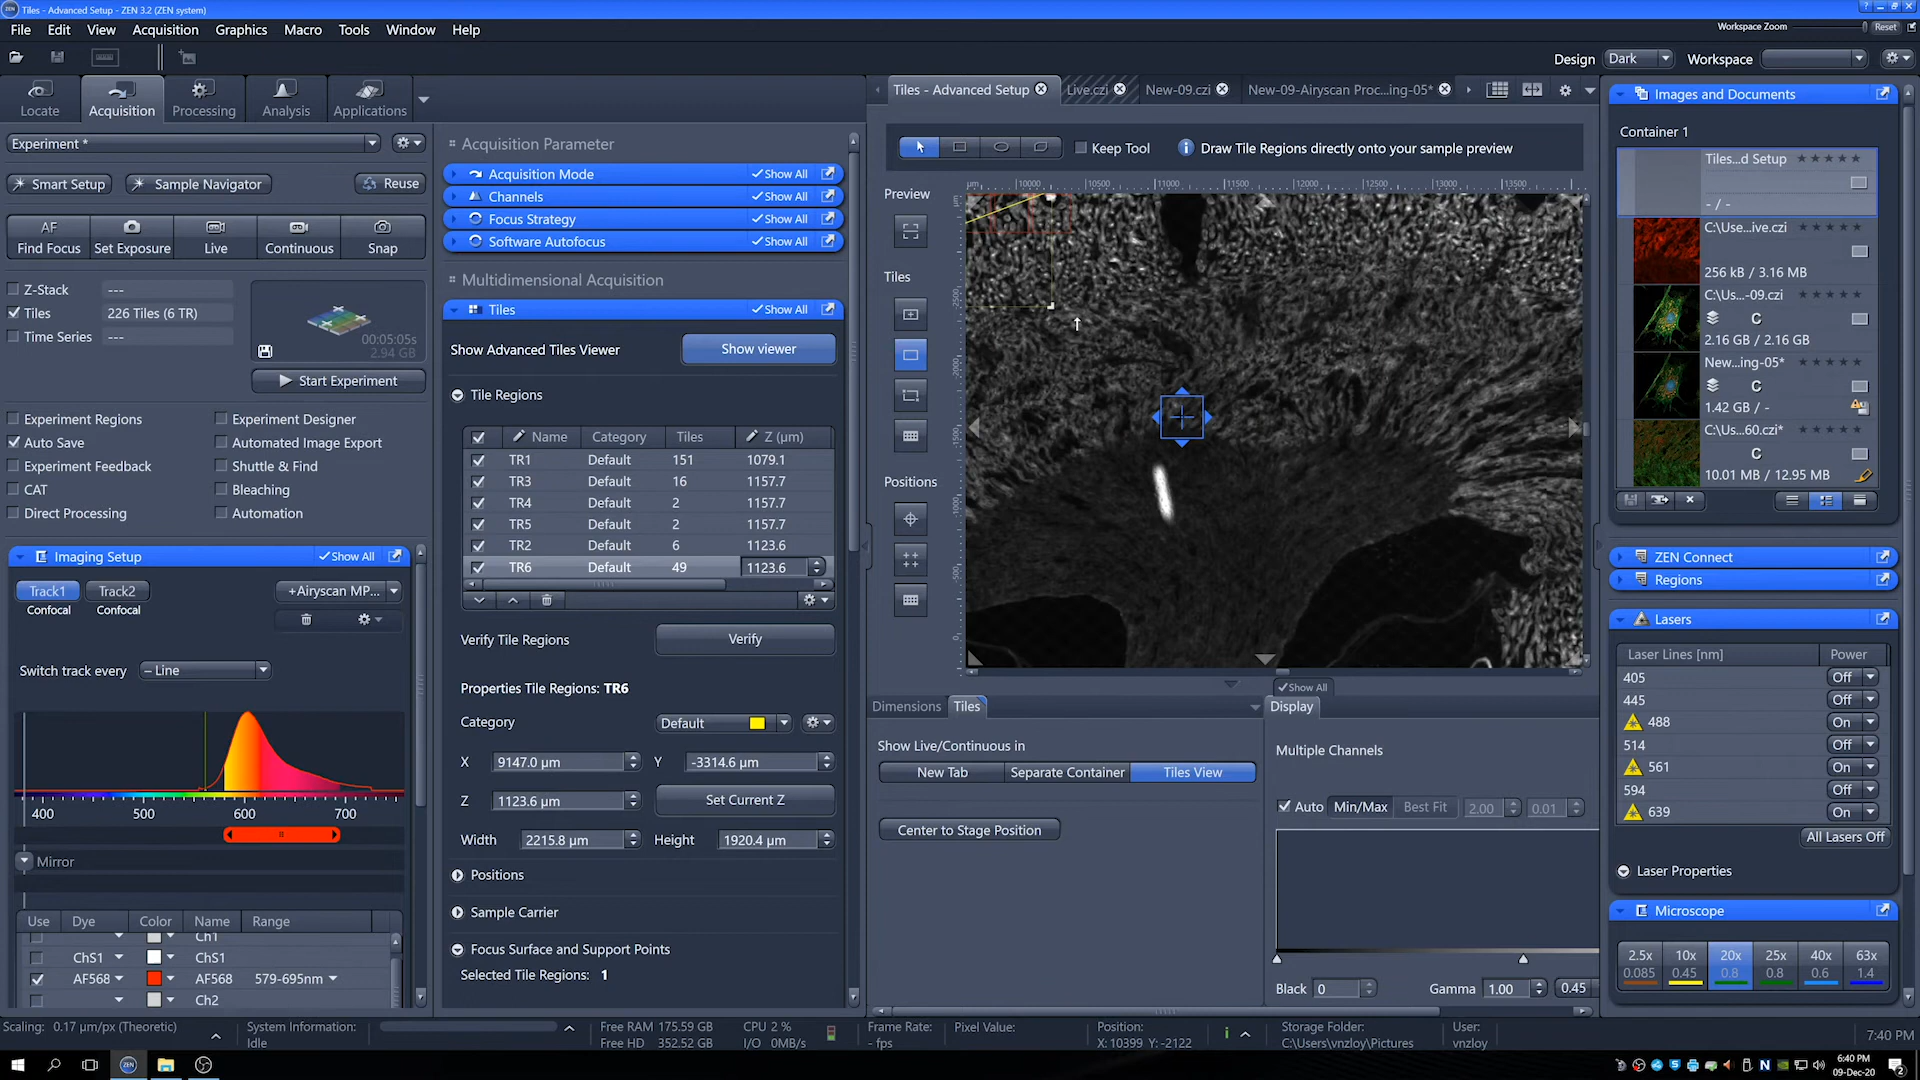 Tiles - Advanced Setup - ZEN 3.2 (ZEN system)
File Edit View Acquisition Graphics Macro Tools Window Help
Workspace Zoom Reset
Design Dark Workspace
Locate Acquisition Processing Analysis Applications
Experiment *
Smart Setup Sample Navigator Reuse
AF
Find Focus Set Exposure Live Continuous Snap
Z-Stack ---
Tiles 226 Tiles (6 TR)
Time Series ---
00:05:05s
2.94 GB
Start Experiment
Experiment Regions Experiment Designer
Auto Save Automated Image Export
Experiment Feedback Shuttle & Find
CAT Bleaching
Direct Processing Automation
Imaging Setup Show All
Track1 Track2 +Airyscan MP...
Confocal Confocal
Switch track every – Line
400 500 600 700
Mirror
Use Dye Color Name Range
Ch1
ChS1 ChS1
AF568 AF568 579-695nm
Ch2
Acquisition Parameter
Acquisition Mode Show All
Channels Show All
Focus Strategy Show All
Software Autofocus Show All
Multidimensional Acquisition
Tiles Show All
Show Advanced Tiles Viewer Show viewer
Tile Regions
Name Category Tiles Z (µm)
TR1 Default 151 1079.1
TR3 Default 16 1157.7
TR4 Default 2 1157.7
TR5 Default 2 1157.7
TR2 Default 6 1123.6
TR6 Default 49 1123.6
Verify Tile Regions Verify
Properties Tile Regions: TR6
Category Default
X 9147.0 µm Y -3314.6 µm
Z 1123.6 µm Set Current Z
Width 2215.8 µm Height 1920.4 µm
Positions
Sample Carrier
Focus Surface and Support Points
Selected Tile Regions: 1
Tiles - Advanced Setup Live.czi New-09.czi New-09-Airyscan Proc...ing-05*
Keep Tool Draw Tile Regions directly onto your sample preview
Preview
Tiles
Positions
µm 10000 10500 11000 11500 12000 12500 13000 13500
µm
-2500
-2000
-1500
-1000
-500
0
Show All
Dimensions Tiles Display
Show Live/Continuous in
New Tab Separate Container Tiles View
Center to Stage Position
Multiple Channels
Auto Min/Max Best Fit 2.00 0.01
Black 0 Gamma 1.00 0.45
Images and Documents
Container 1
Tiles...d Setup
- / -
C:\Use...ive.czi
256 kB / 3.16 MB
C:\Us...-09.czi
C
2.16 GB / 2.16 GB
New...ing-05*
C
1.42 GB / -
C:\Us...60.czi*
C
10.01 MB / 12.95 MB
ZEN Connect
Regions
Lasers
Laser Lines [nm] Power
405 Off
445 Off
488 On
514 Off
561 On
594 Off
639 On
All Lasers Off
Laser Properties
Microscope
2.5x 10x 20x 25x 40x 63x
0.085 0.45 0.8 0.8 0.6 1.4
Scaling: 0.17 µm/px (Theoretic) System Information: Free RAM 175.59 GB CPU 2 % Frame Rate: Pixel Value: Position: Storage Folder: User:
Idle Free HD 352.52 GB I/O 0MB/s - fps X: 10399 Y: -2122 C:\Users\vnzloy\Pictures vnzloy
7:40 PM
6:40 PM
09-Dec-20
2